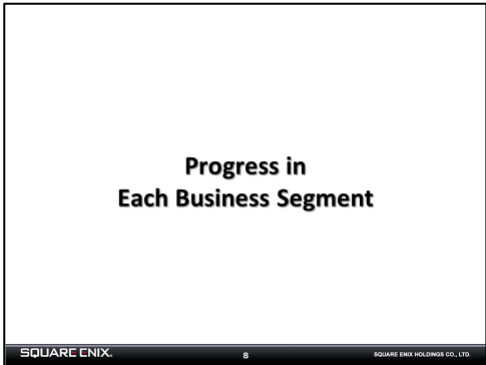 Progress in
Each Business Segment
SQUARE ENIX.
8
SQUARE ENIX HOLDINGS CO., LTD.